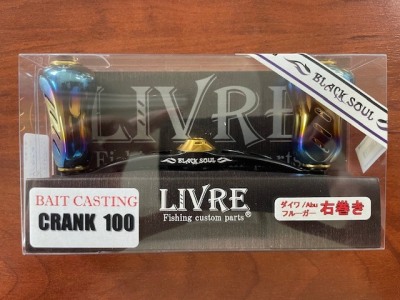 BLACK SOUL
LIVRE
BLACK SOUL
BAIT CASTING
CRANK 100
LIVRE®
Fishing custom parts
ダイワ/Abu
フルーガー
右巻き